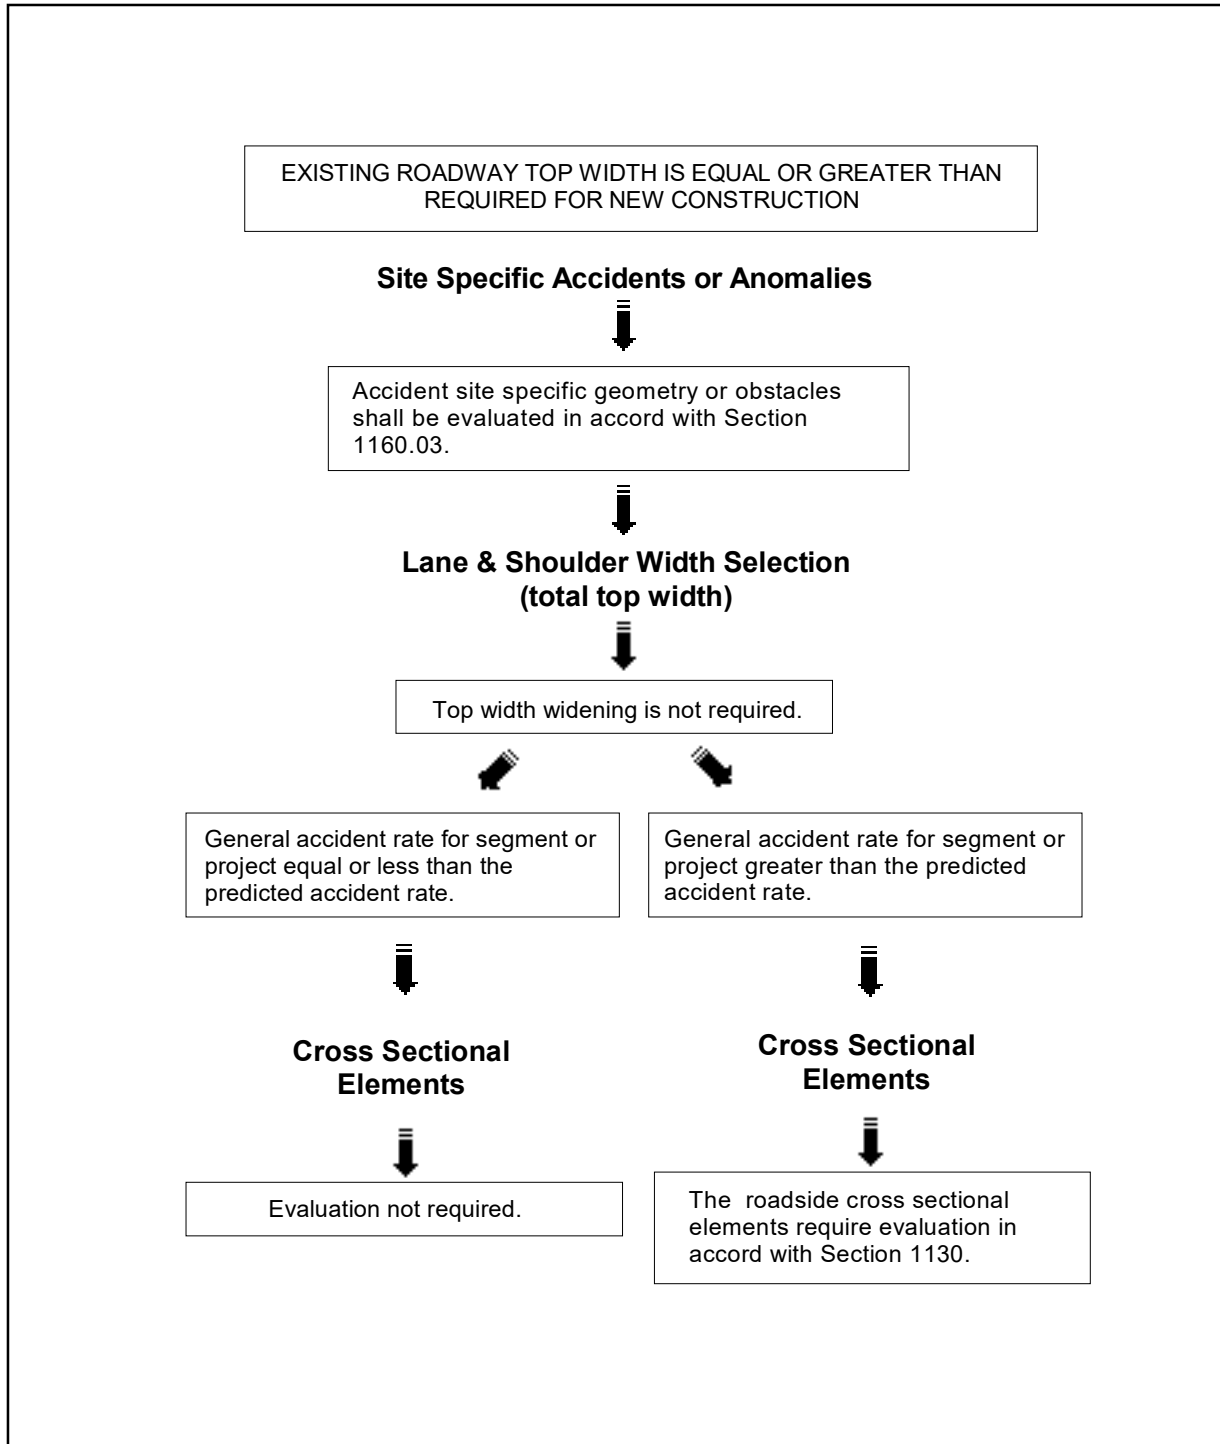 EXISTING ROADWAY TOP WIDTH IS EQUAL OR GREATER THAN
REQUIRED FOR NEW CONSTRUCTION
Site Specific Accidents or Anomalies
Accident site specific geometry or obstacles
shall be evaluated in accord with Section
1160.03.
Lane & Shoulder Width Selection
(total top width)
Top width widening is not required.
General accident rate for segment or
project equal or less than the
predicted accident rate.
General accident rate for segment or
project greater than the predicted
accident rate.
Cross Sectional
Elements
Cross Sectional
Elements
Evaluation not required.
The roadside cross sectional
elements require evaluation in
accord with Section 1130.